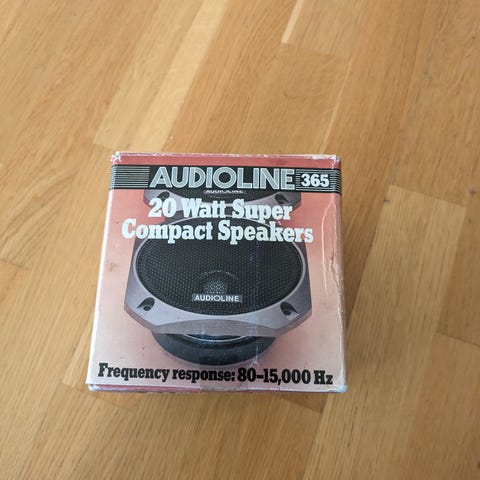 AUDIOLINE 365
AUDIOLINE
20 Watt Super
Compact Speakers
AUDIOLINE
Frequency response: 80-15,000 Hz